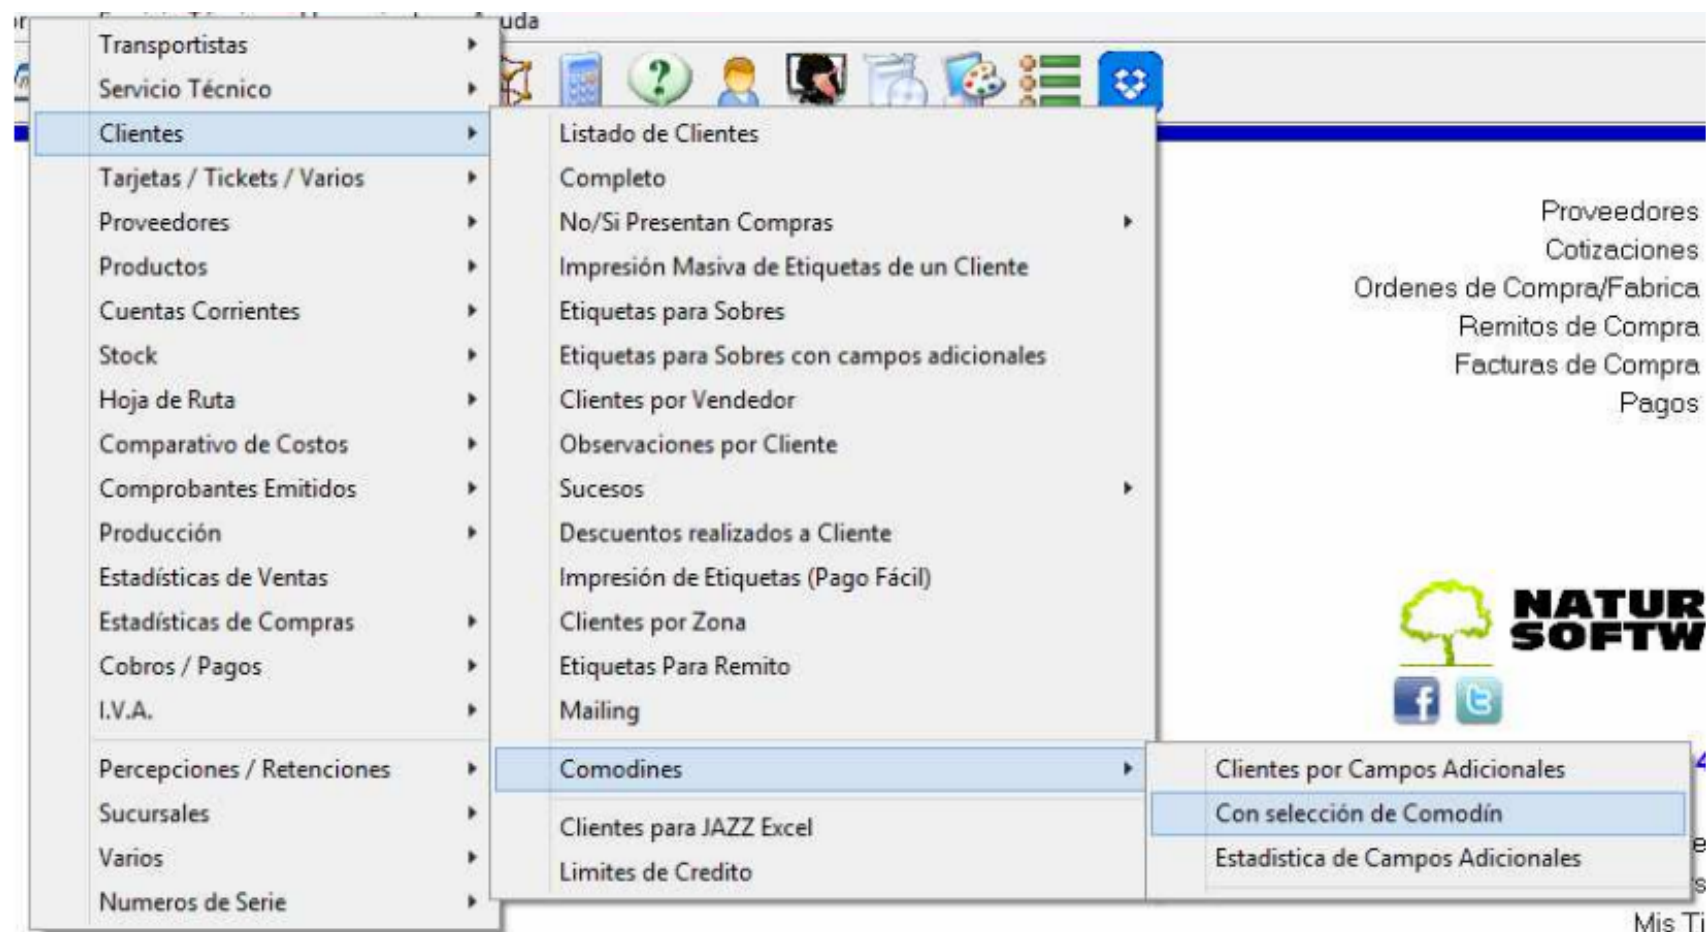 Transportistas
Servicio Técnico
Clientes
Tarjetas / Tickets / Varios
Proveedores
Productos
Cuentas Corrientes
Stock
Hoja de Ruta
Comparativo de Costos
Comprobantes Emitidos
Producción
Estadísticas de Ventas
Estadísticas de Compras
Cobros / Pagos
I.V.A.
Percepciones / Retenciones
Sucursales
Varios
Numeros de Serie
Listado de Clientes
Completo
No/Si Presentan Compras
Impresión Masiva de Etiquetas de un Cliente
Etiquetas para Sobres
Etiquetas para Sobres con campos adicionales
Clientes por Vendedor
Observaciones por Cliente
Sucesos
Descuentos realizados a Cliente
Impresión de Etiquetas (Pago Fácil)
Clientes por Zona
Etiquetas Para Remito
Mailing
Comodines
Clientes para JAZZ Excel
Limites de Credito
Clientes por Campos Adicionales
Con selección de Comodín
Estadistica de Campos Adicionales
Proveedores
Cotizaciones
Ordenes de Compra/Fabrica
Remitos de Compra
Facturas de Compra
Pagos
NATUR
SOFTW
Mis Ti